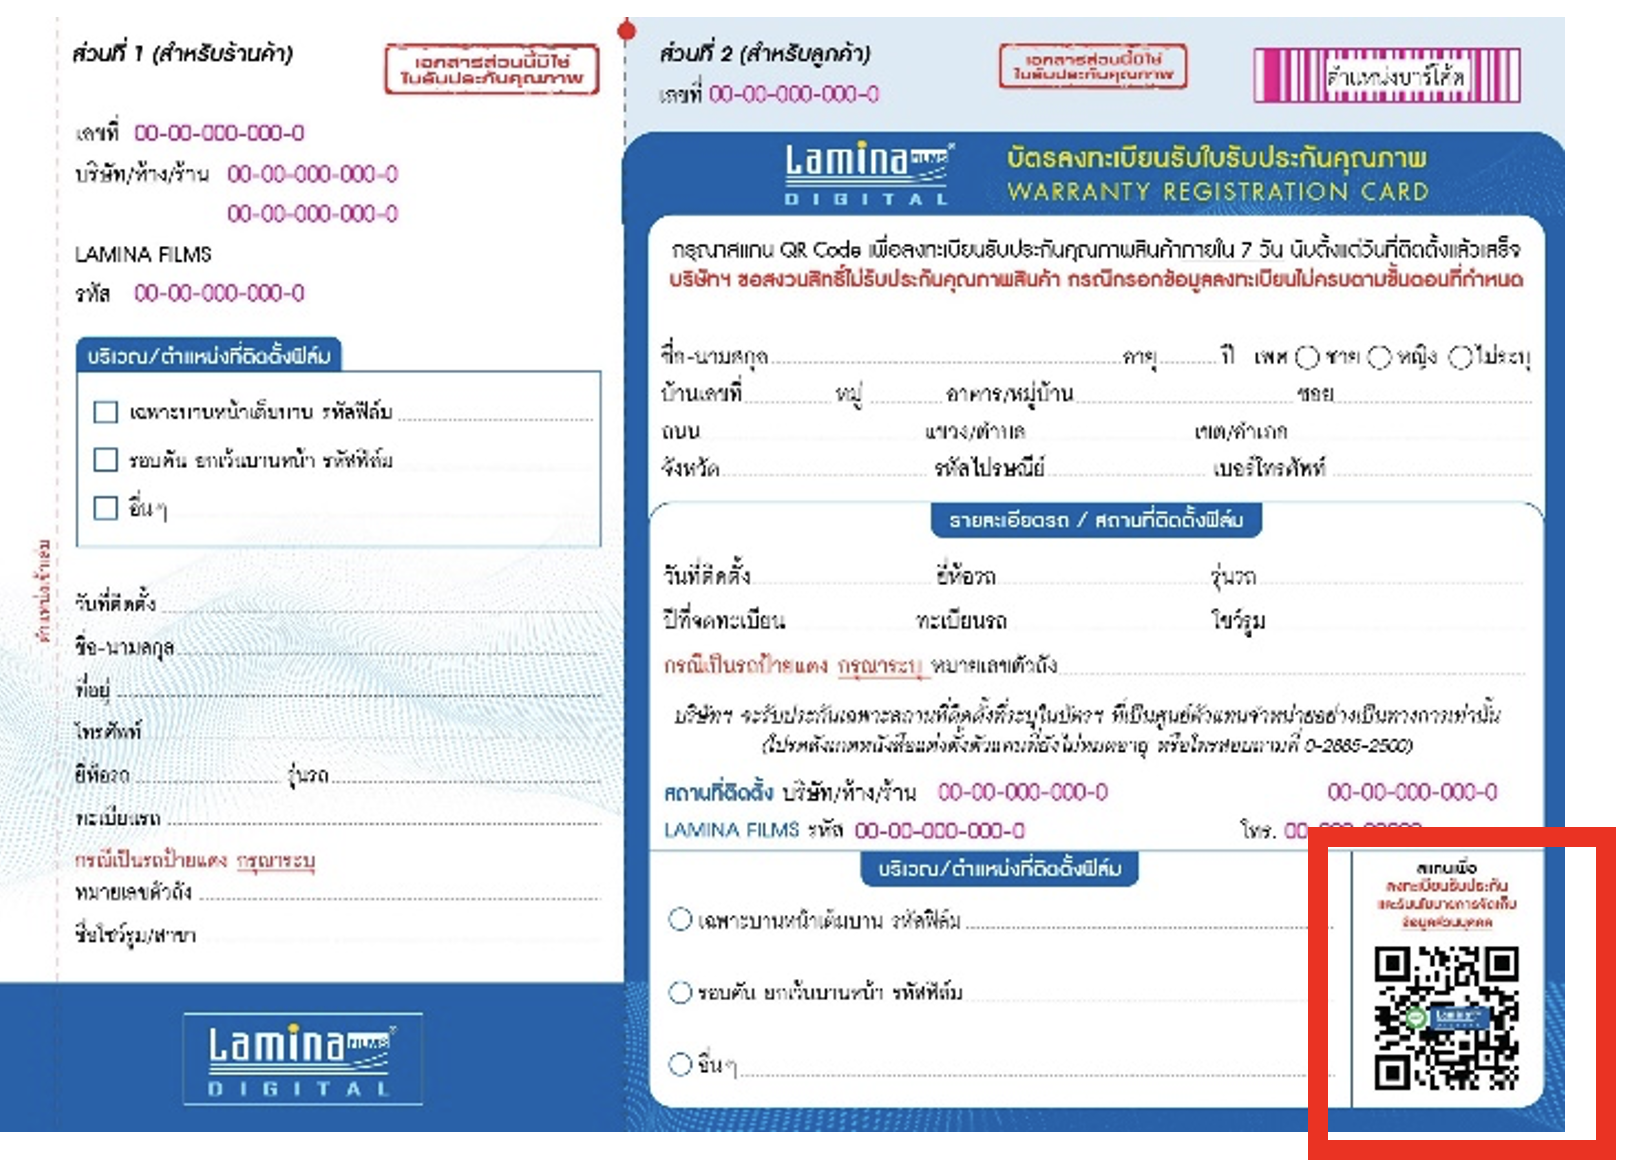 ส่วนที่ 1 (สำหรับร้านค้า)
เอกสารส่วนนี้มิใช่
ใบรับประกันคุณภาพ
เลขที่ 00-00-000-000-0
บริษัท/ห้าง/ร้าน 00-00-000-000-0
00-00-000-000-0
LAMINA FILMS
รหัส 00-00-000-000-0
บริเวณ/ตำแหน่งที่ติดตั้งฟิล์ม
เฉพาะบานหน้าเต็มบาน รหัสฟิล์ม
รอบคัน ยกเว้นบานหน้า รหัสฟิล์ม
อื่นๆ
ตำแหน่งเข้าเล่ม
วันที่ติดตั้ง
ชื่อ-นามสกุล
ที่อยู่
โทรศัพท์
ยี่ห้อรถ รุ่นรถ
ทะเบียนรถ
กรณีเป็นรถป้ายแดง กรุณาระบุ
หมายเลขตัวถัง
ชื่อโชว์รูม/สาขา
Lamina FILMS®
DIGITAL
ส่วนที่ 2 (สำหรับลูกค้า)
เลขที่ 00-00-000-000-0
เอกสารส่วนนี้มิใช่
ใบรับประกันคุณภาพ
ตำแหน่งบาร์โค้ด
Lamina FILMS®
DIGITAL
บัตรลงทะเบียนรับใบรับประกันคุณภาพ
WARRANTY REGISTRATION CARD
กรุณาสแกน QR Code เพื่อลงทะเบียนรับประกันคุณภาพสินค้าภายใน 7 วัน นับตั้งแต่วันที่ติดตั้งแล้วเสร็จ
บริษัทฯ ขอสงวนสิทธิ์ไม่รับประกันคุณภาพสินค้า กรณีกรอกข้อมูลลงทะเบียนไม่ครบตามขั้นตอนที่กำหนด
ชื่อ-นามสกุล อายุ ปี เพศ ชาย หญิง ไม่ระบุ
บ้านเลขที่ หมู่ อาคาร/หมู่บ้าน ซอย
ถนน แขวง/ตำบล เขต/อำเภอ
จังหวัด รหัสไปรษณีย์ เบอร์โทรศัพท์
รายละเอียดรถ / สถานที่ติดตั้งฟิล์ม
วันที่ติดตั้ง ยี่ห้อรถ รุ่นรถ
ปีที่จดทะเบียน ทะเบียนรถ โชว์รูม
กรณีเป็นรถป้ายแดง กรุณาระบุ หมายเลขตัวถัง
บริษัทฯ จะรับประกันเฉพาะสถานที่ติดตั้งที่ระบุในบัตรฯ ที่เป็นศูนย์ตัวแทนจำหน่ายอย่างเป็นทางการเท่านั้น
(โปรดสังเกตหนังสือแต่งตั้งตัวแทนที่ยังไม่หมดอายุ หรือโทรสอบถามที่ 0-2885-2500)
สถานที่ติดตั้ง บริษัท/ห้าง/ร้าน 00-00-000-000-0 00-00-000-000-0
LAMINA FILMS รหัส 00-00-000-000-0 โทร.
บริเวณ/ตำแหน่งที่ติดตั้งฟิล์ม
เฉพาะบานหน้าเต็มบาน รหัสฟิล์ม
รอบคัน ยกเว้นบานหน้า รหัสฟิล์ม
อื่นๆ
สแกนเพื่อ
ลงทะเบียนรับประกัน
และรับนโยบายการจัดเก็บ
ข้อมูลส่วนบุคคล
Lamina